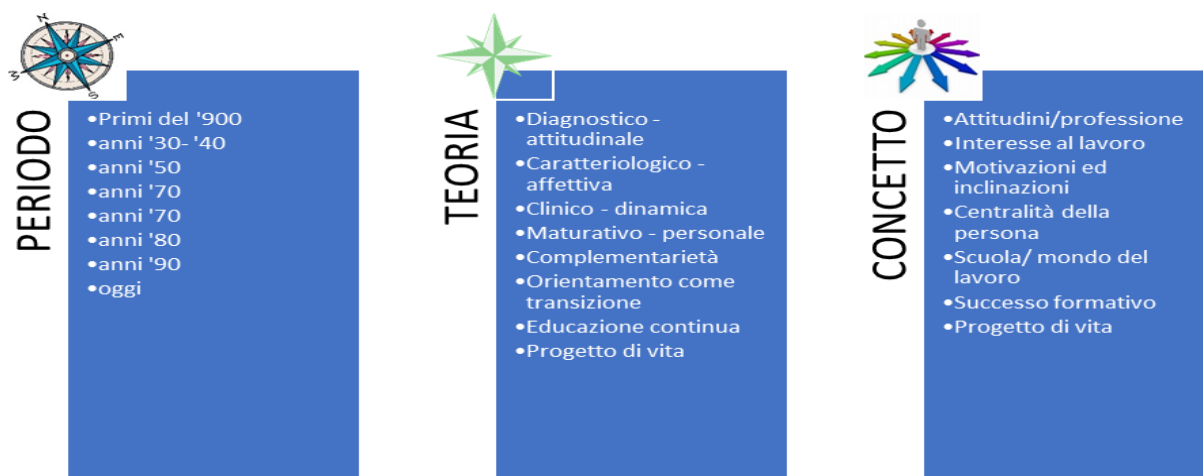 PERIODO
•Primi del '900
•anni '30- '40
•anni '50
•anni '70
•anni '70
•anni '80
•anni '90
•oggi
TEORIA
•Diagnostico -
attitudinale
•Caratteriologico -
affettiva
•Clinico - dinamica
•Maturativo - personale
•Complementarietà
•Orientamento come
transizione
•Educazione continua
•Progetto di vita
CONCETTO
•Attitudini/professione
•Interesse al lavoro
•Motivazioni ed
inclinazioni
•Centralità della
persona
•Scuola/ mondo del
lavoro
•Successo formativo
•Progetto di vita
N
E
S
W